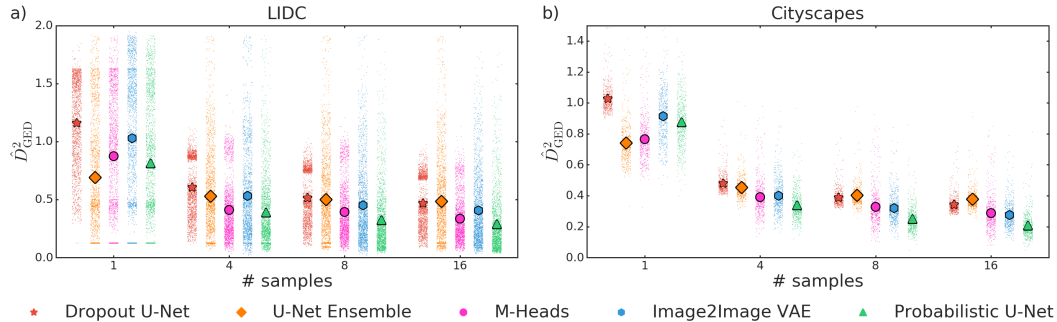 a) LIDC
2.0
1.5
1.0
0.5
0.0
D̂²GED
1 4 8 16
# samples
b) Cityscapes
1.4
1.2
1.0
0.8
0.6
0.4
0.2
0.0
D̂²GED
1 4 8 16
# samples
Dropout U-Net U-Net Ensemble M-Heads Image2Image VAE Probabilistic U-Net